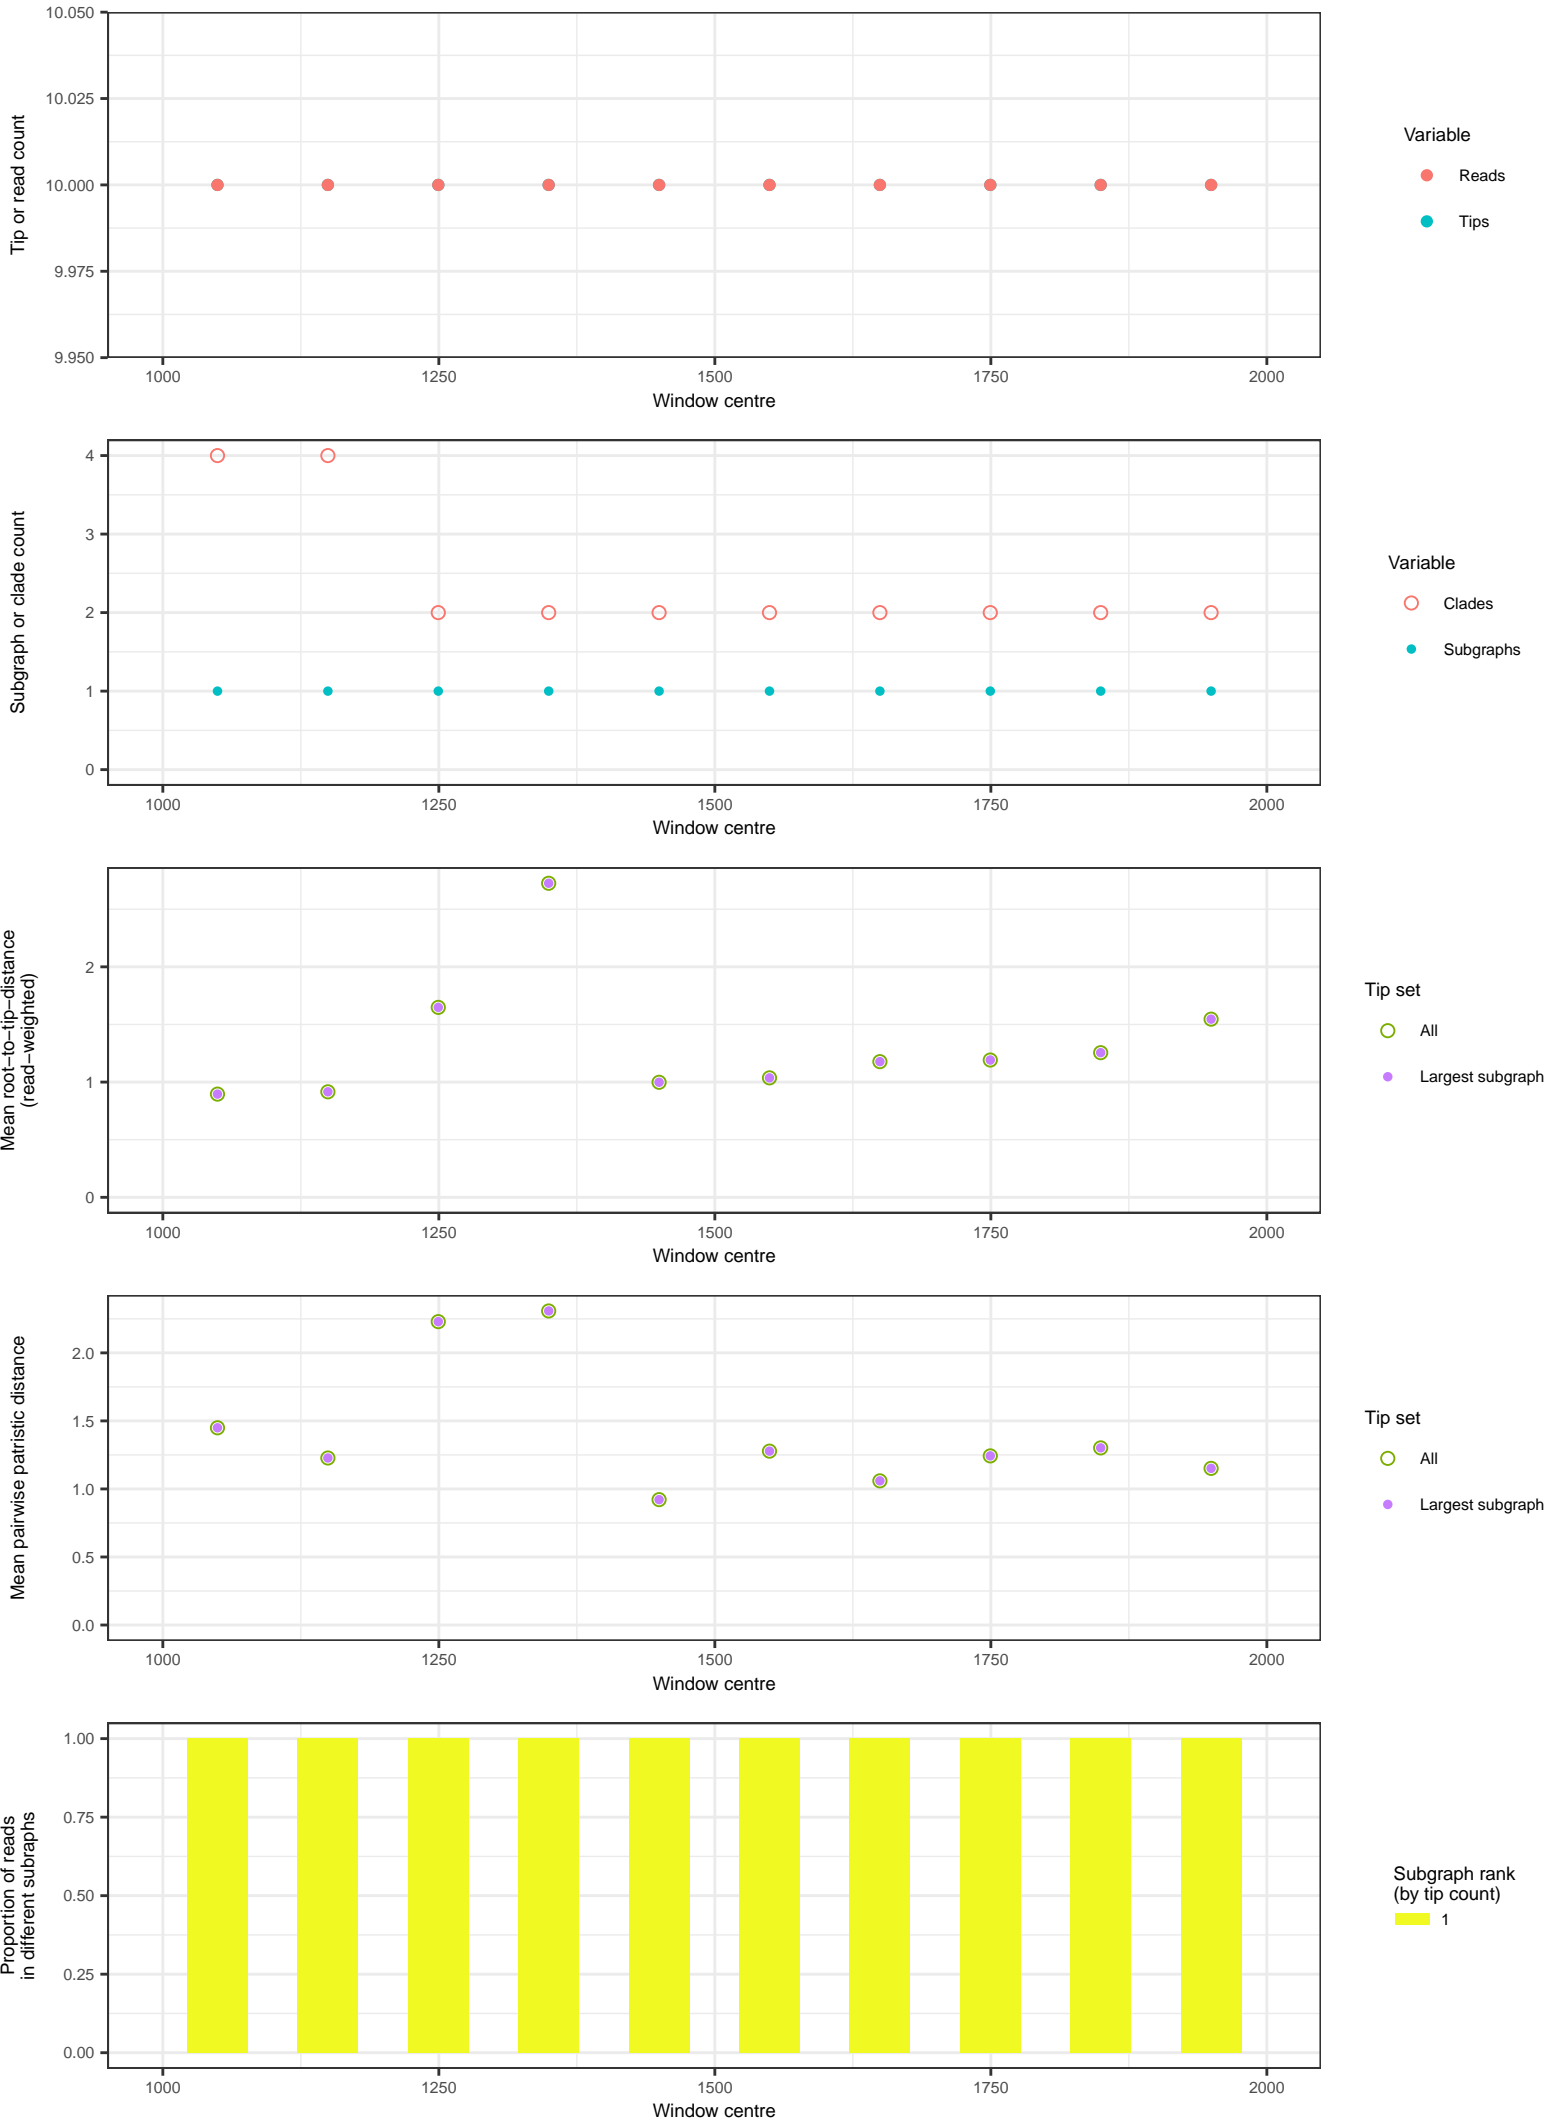 10.050
10.025
10.000
9.975
9.950
Tip or read count
1000 1250 1500 1750 2000
Window centre
Variable
Reads
Tips
4
3
2
1
0
Subgraph or clade count
1000 1250 1500 1750 2000
Window centre
Variable
Clades
Subgraphs
2
1
0
Mean root−to−tip−distance
(read−weighted)
1000 1250 1500 1750 2000
Window centre
Tip set
All
Largest subgraph
2.0
1.5
1.0
0.5
0.0
Mean pairwise patristic distance
1000 1250 1500 1750 2000
Window centre
Tip set
All
Largest subgraph
1.00
0.75
0.50
0.25
0.00
Proportion of reads
in different subraphs
1000 1250 1500 1750 2000
Window centre
Subgraph rank
(by tip count)
1